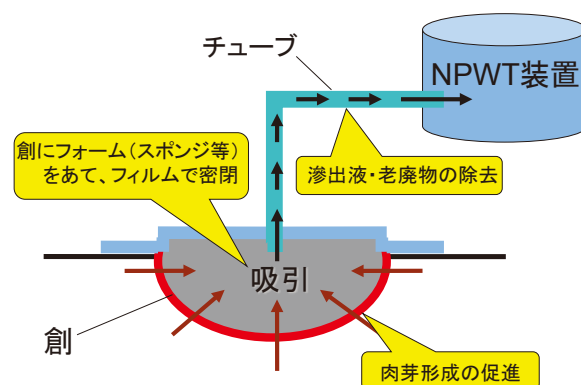 チューブ
NPWT装置
創にフォーム（スポンジ等）
をあて、フィルムで密閉
滲出液・老廃物の除去
吸引
創
肉芽形成の促進